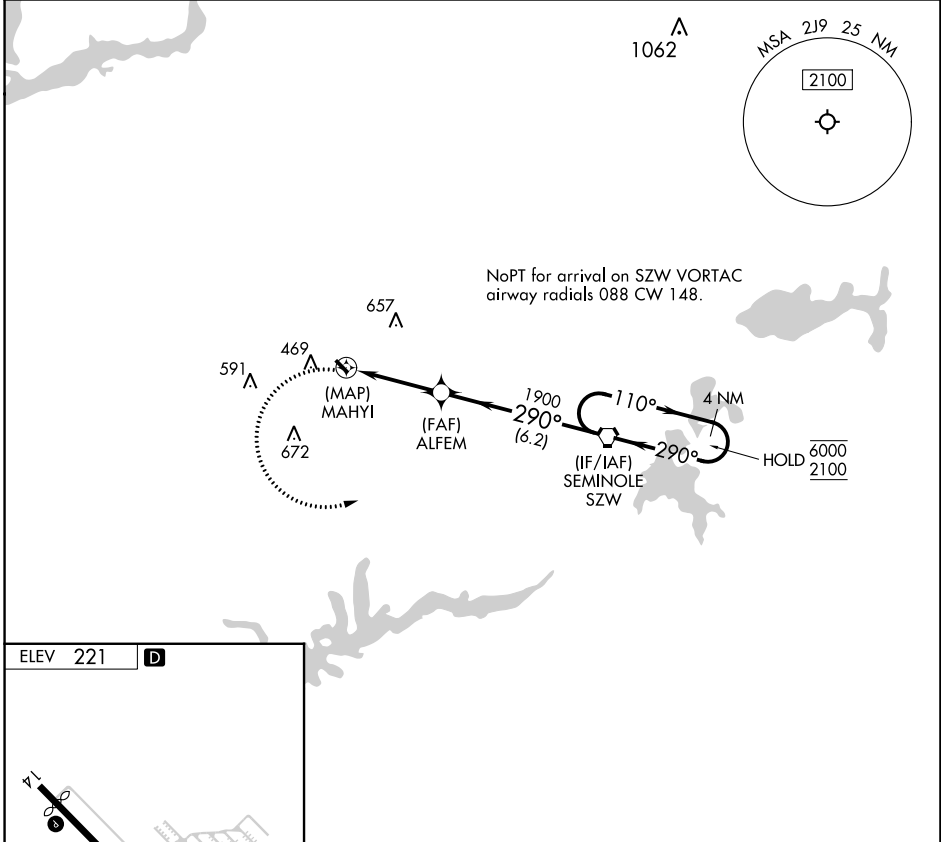 1062
MSA 2J9 25 NM
2100
NoPT for arrival on SZW VORTAC
airway radials 088 CW 148.
657
469
591
(MAP)
MAHYI
672
(FAF)
ALFEM
1900
290°
(6.2)
110°
4 NM
290°
(IF/IAF)
SEMINOLE
SZW
HOLD 6000
2100
ELEV 221 D
14
P